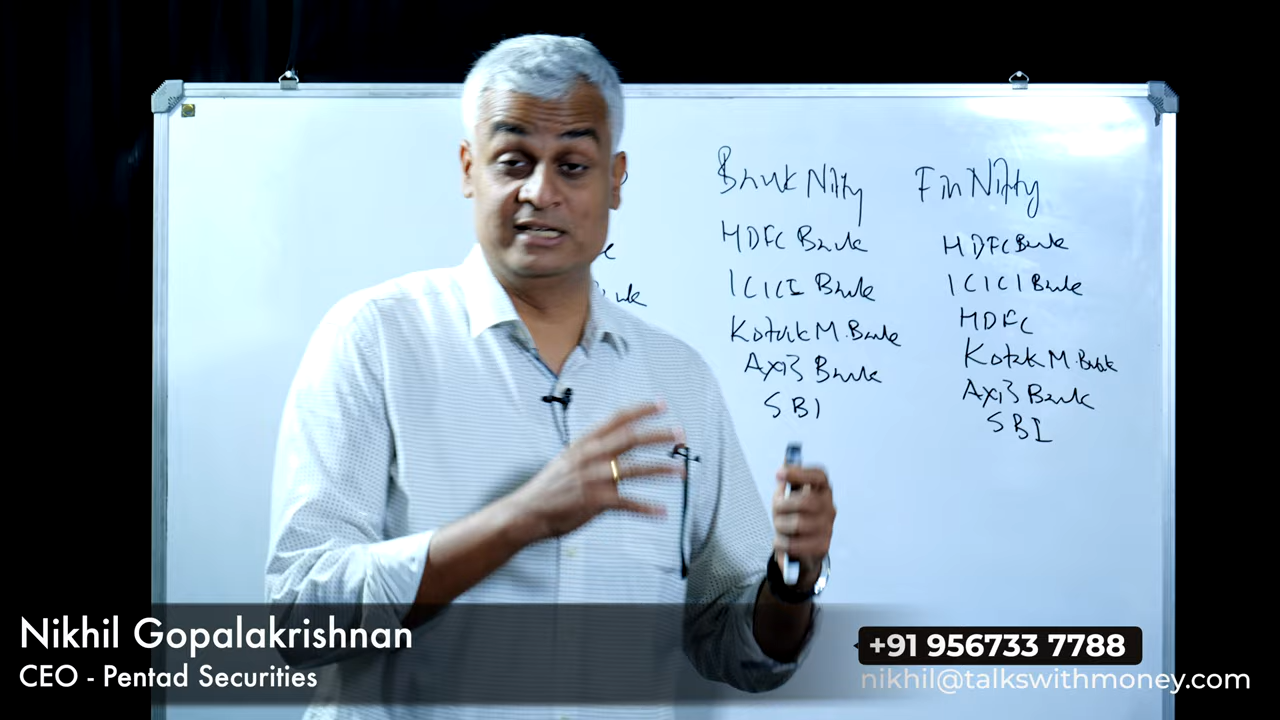 Bank Nifty
HDFC Bank
ICICI Bank
Kotak M. Bank
Axis Bank
SBI
Fin Nifty
HDFC Bank
ICICI Bank
HDFC
Kotak M. Bank
Axis Bank
SBI
Nikhil Gopalakrishnan
CEO - Pentad Securities
+91 956733 7788
nikhil@talkswithmoney.com